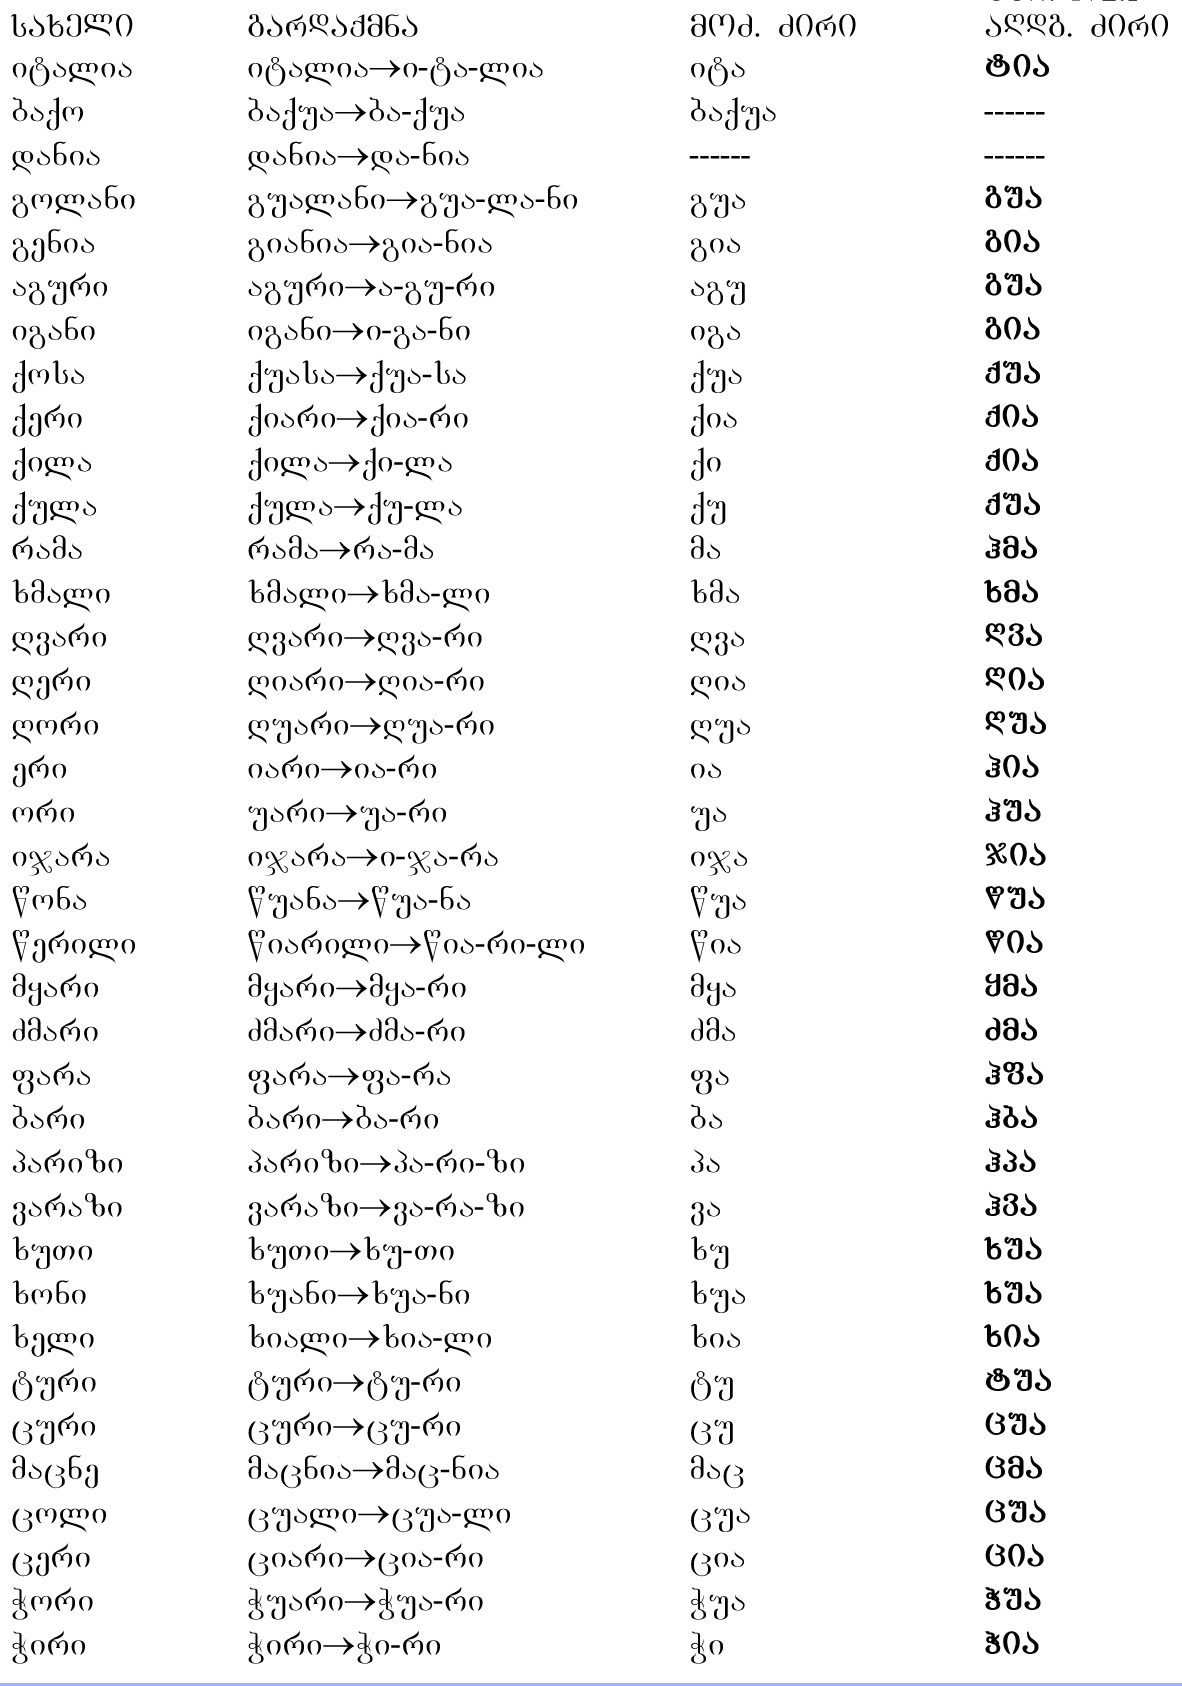 სახელი გარდაქმნა მოძ. ძირი აღდგ. ძირი
იტალია იტალია→ი-ტა-ლია იტა ტია
ბაქო ბაქუა→ბა-ქუა ბაქუა ------
დანია დანია→და-ნია ------ ------
გოლანი გუალანი→გუა-ლა-ნი გუა გუა
გენია გიანია→გია-ნია გია გია
აგური აგური→ა-გუ-რი აგუ გუა
იგანი იგანი→ი-გა-ნი იგა გია
ქოსა ქუასა→ქუა-სა ქუა ქუა
ქერი ქიარი→ქია-რი ქია ქია
ქილა ქილა→ქი-ლა ქი ქია
ქულა ქულა→ქუ-ლა ქუ ქუა
რამა რამა→რა-მა მა ჰმა
ხმალი ხმალი→ხმა-ლი ხმა ხმა
ღვარი ღვარი→ღვა-რი ღვა ღვა
ღერი ღიარი→ღია-რი ღია ღია
ღორი ღუარი→ღუა-რი ღუა ღუა
ერი იარი→ია-რი ია ჰია
ორი უარი→უა-რი უა ჰუა
იჯარა იჯარა→ი-ჯა-რა იჯა ჯია
წონა წუანა→წუა-ნა წუა წუა
წერილი წიარილი→წია-რი-ლი წია წია
მყარი მყარი→მყა-რი მყა ყმა
ძმარი ძმარი→ძმა-რი ძმა ძმა
ფარა ფარა→ფა-რა ფა ჰფა
ბარი ბარი→ბა-რი ბა ჰბა
პარიზი პარიზი→პა-რი-ზი პა ჰპა
ვარაზი ვარაზი→ვა-რა-ზი ვა ჰვა
ხუთი ხუთი→ხუ-თი ხუ ხუა
ხონი ხუანი→ხუა-ნი ხუა ხუა
ხელი ხიალი→ხია-ლი ხია ხია
ტური ტური→ტუ-რი ტუ ტუა
ცური ცური→ცუ-რი ცუ ცუა
მაცნე მაცნია→მაც-ნია მაც ცმა
ცოლი ცუალი→ცუა-ლი ცუა ცუა
ცერი ციარი→ცია-რი ცია ცია
ჭორი ჭუარი→ჭუა-რი ჭუა ჭუა
ჭირი ჭირი→ჭი-რი ჭი ჭია